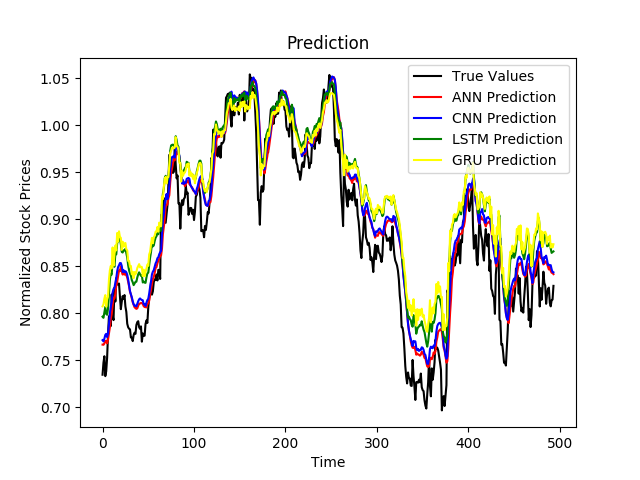 Prediction
Normalized Stock Prices
1.05
1.00
0.95
0.90
0.85
0.80
0.75
0.70
True Values
ANN Prediction
CNN Prediction
LSTM Prediction
GRU Prediction
0 100 200 300 400 500
Time